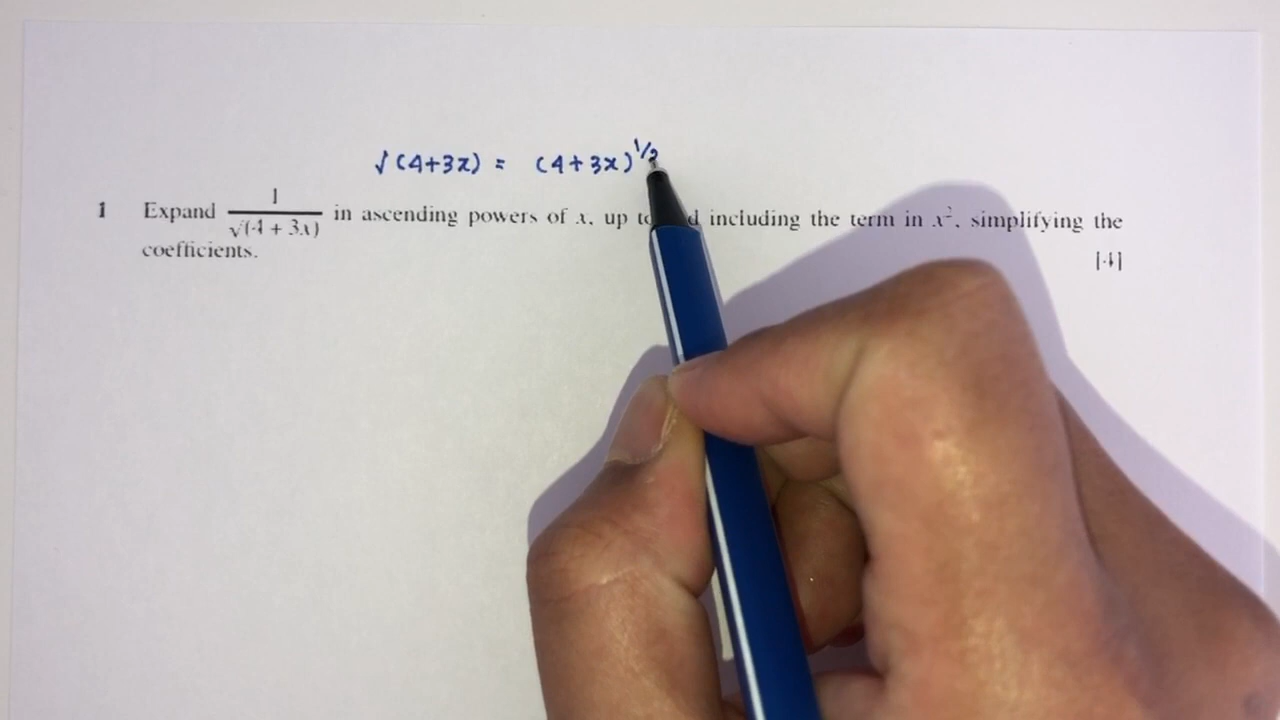 √(4+3x) = (4+3x)^1/2
1 Expand 1/√(4 + 3x) in ascending powers of x, up to d including the term in x², simplifying the
coefficients. [4]